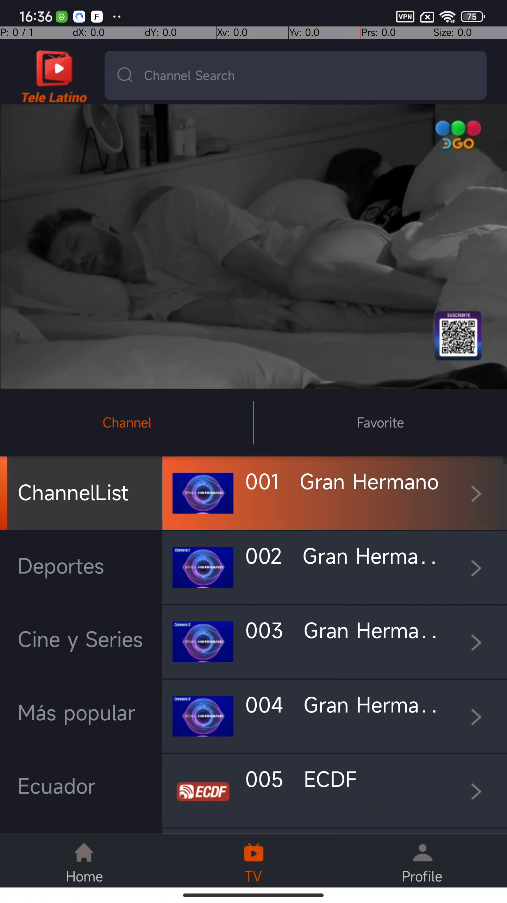 16:36
VPN
75
P: 0 / 1 dX: 0.0 dY: 0.0 Xv: 0.0 Yv: 0.0 Prs: 0.0 Size: 0.0
Tele Latino
Channel Search
DGO
SUSCRIBITE
Channel
Favorite
ChannelList
Deportes
Cine y Series
Más popular
Ecuador
001 Gran Hermano
002 Gran Herma..
003 Gran Herma..
004 Gran Herma..
005 ECDF
ECDF
Home
TV
Profile